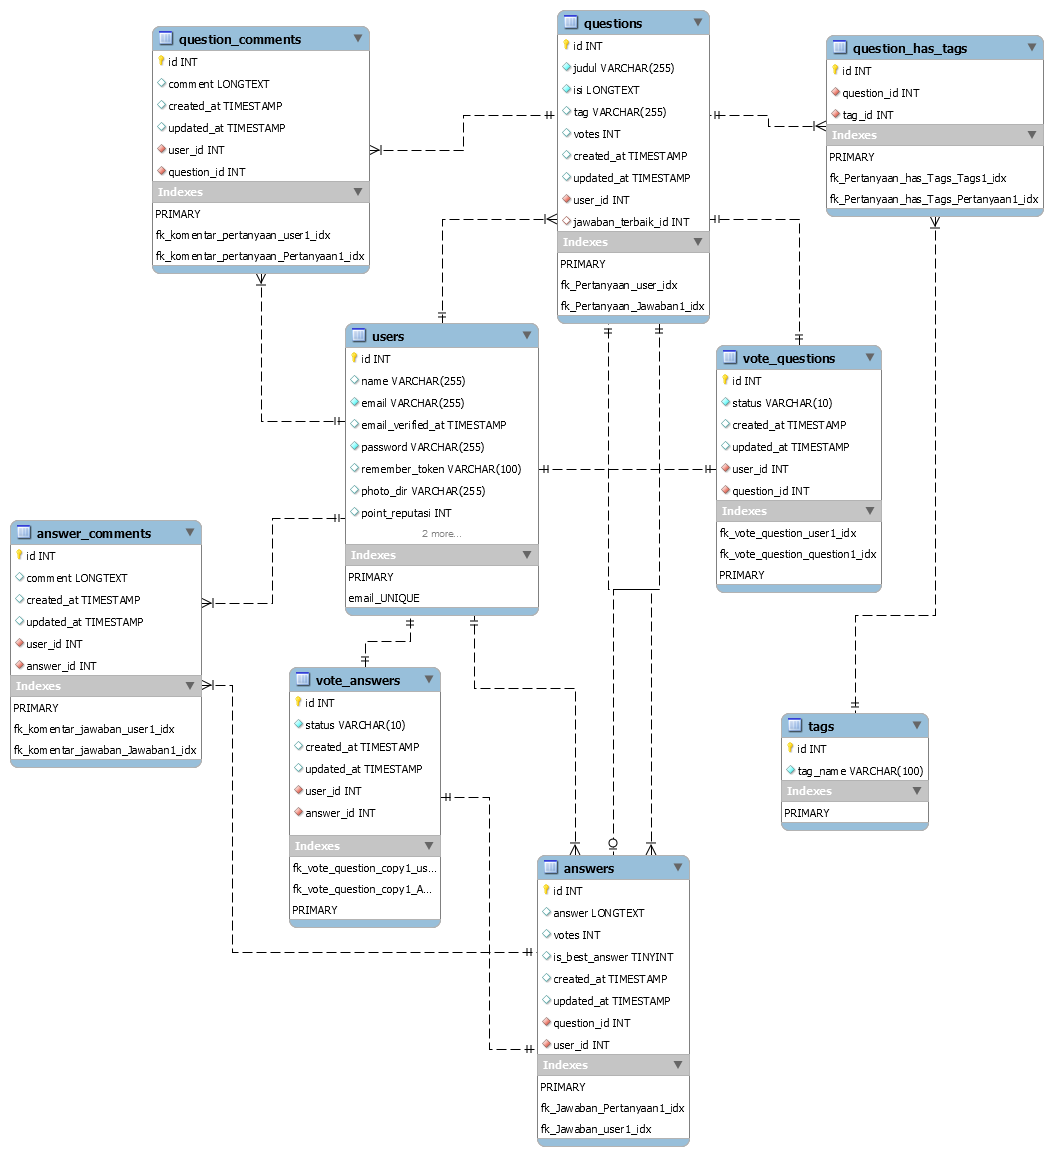 question_comments
id INT
comment LONGTEXT
created_at TIMESTAMP
updated_at TIMESTAMP
user_id INT
question_id INT
Indexes
PRIMARY
fk_komentar_pertanyaan_user1_idx
fk_komentar_pertanyaan_Pertanyaan1_idx
questions
id INT
judul VARCHAR(255)
isi LONGTEXT
tag VARCHAR(255)
votes INT
created_at TIMESTAMP
updated_at TIMESTAMP
user_id INT
jawaban_terbaik_id INT
Indexes
PRIMARY
fk_Pertanyaan_user_idx
fk_Pertanyaan_Jawaban1_idx
question_has_tags
id INT
question_id INT
tag_id INT
Indexes
PRIMARY
fk_Pertanyaan_has_Tags_Tags1_idx
fk_Pertanyaan_has_Tags_Pertanyaan1_idx
users
id INT
name VARCHAR(255)
email VARCHAR(255)
email_verified_at TIMESTAMP
password VARCHAR(255)
remember_token VARCHAR(100)
photo_dir VARCHAR(255)
point_reputasi INT
2 more...
Indexes
PRIMARY
email_UNIQUE
vote_questions
id INT
status VARCHAR(10)
created_at TIMESTAMP
updated_at TIMESTAMP
user_id INT
question_id INT
Indexes
fk_vote_question_user1_idx
fk_vote_question_question1_idx
PRIMARY
answer_comments
id INT
comment LONGTEXT
created_at TIMESTAMP
updated_at TIMESTAMP
user_id INT
answer_id INT
Indexes
PRIMARY
fk_komentar_jawaban_user1_idx
fk_komentar_jawaban_Jawaban1_idx
vote_answers
id INT
status VARCHAR(10)
created_at TIMESTAMP
updated_at TIMESTAMP
user_id INT
answer_id INT
Indexes
fk_vote_question_copy1_us...
fk_vote_question_copy1_A...
PRIMARY
tags
id INT
tag_name VARCHAR(100)
Indexes
PRIMARY
answers
id INT
answer LONGTEXT
votes INT
is_best_answer TINYINT
created_at TIMESTAMP
updated_at TIMESTAMP
question_id INT
user_id INT
Indexes
PRIMARY
fk_Jawaban_Pertanyaan1_idx
fk_Jawaban_user1_idx